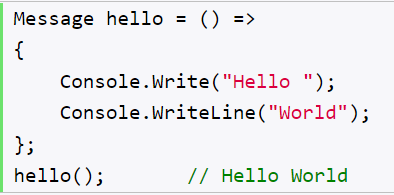 Message hello = () =>
{
    Console.Write("Hello ");
    Console.WriteLine("World");
};
hello();       // Hello World